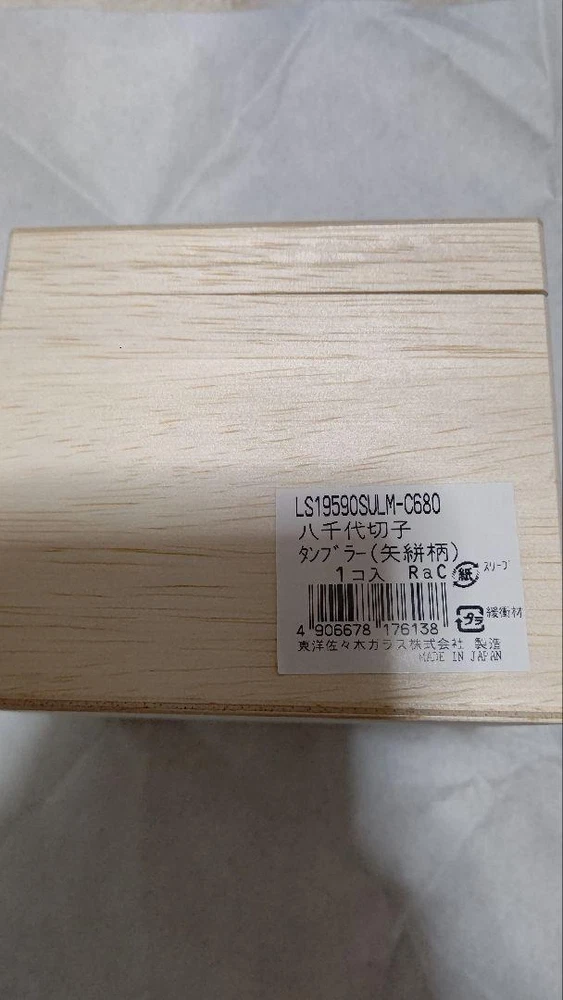 LS19590SULM-C680
八千代切子
タンブラー(矢絣柄)
1コ入 RaC 紙 スリーブ
プラ 緩衝材
4 906678 176138
東洋佐々木ガラス株式会社 製造
MADE IN JAPAN